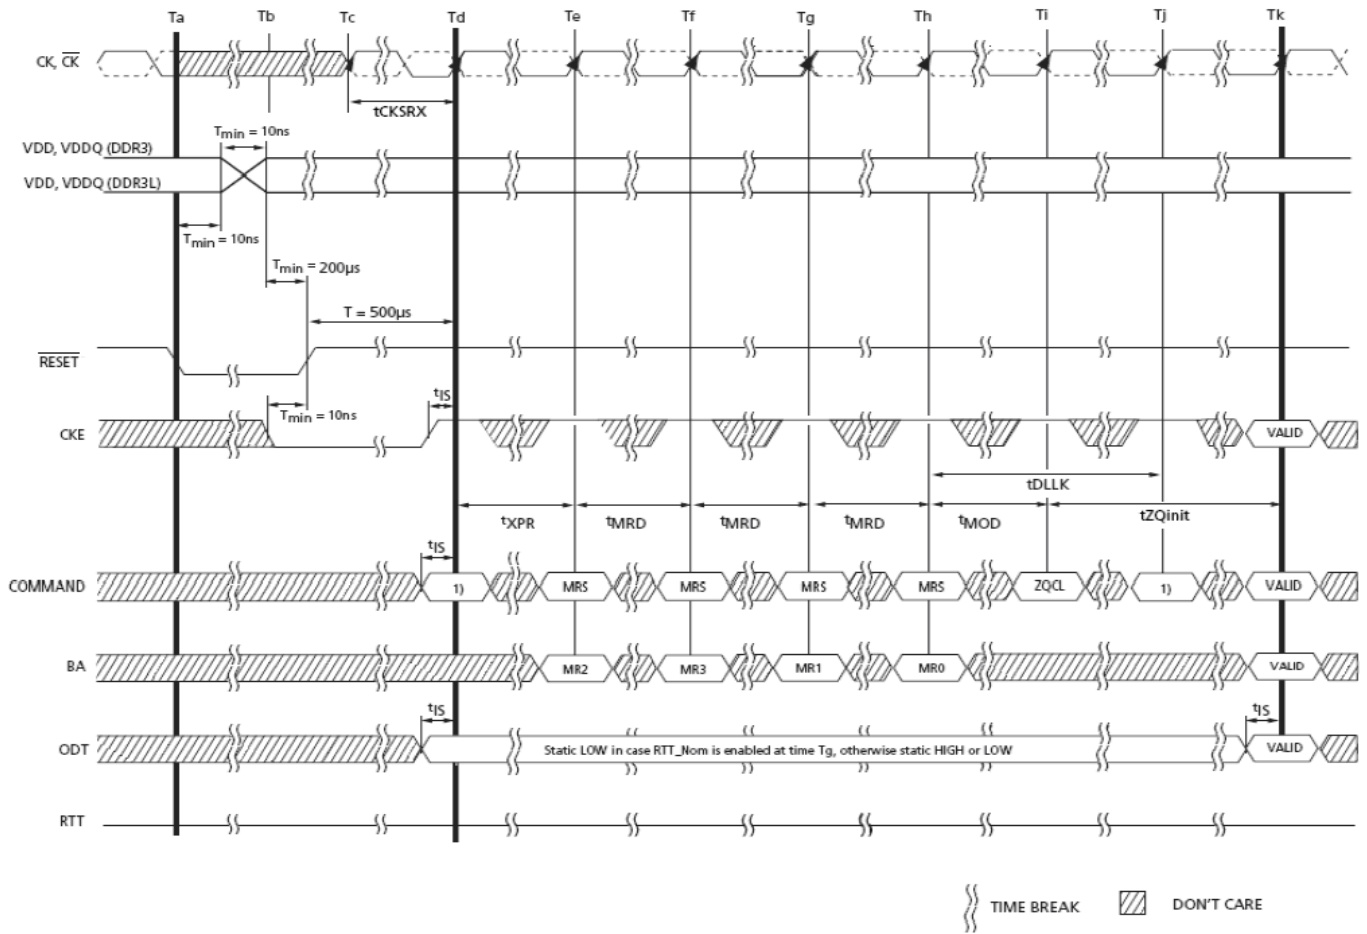 Ta Tb Tc Td Te Tf Tg Th Ti Tj Tk
CK, C̅K̅
tCKSRX
Tmin = 10ns
VDD, VDDQ (DDR3)
VDD, VDDQ (DDR3L)
Tmin = 10ns
Tmin = 200µs
T = 500µs
R̅E̅S̅E̅T̅
tIS
Tmin = 10ns
CKE VALID
tDLLK
tXPR tMRD tMRD tMRD tMOD tZQinit
tIS
COMMAND 1) MRS MRS MRS MRS ZQCL 1) VALID
BA MR2 MR3 MR1 MR0 VALID
tIS tIS
ODT Static LOW in case RTT_Nom is enabled at time Tg, otherwise static HIGH or LOW VALID
RTT
TIME BREAK DON'T CARE